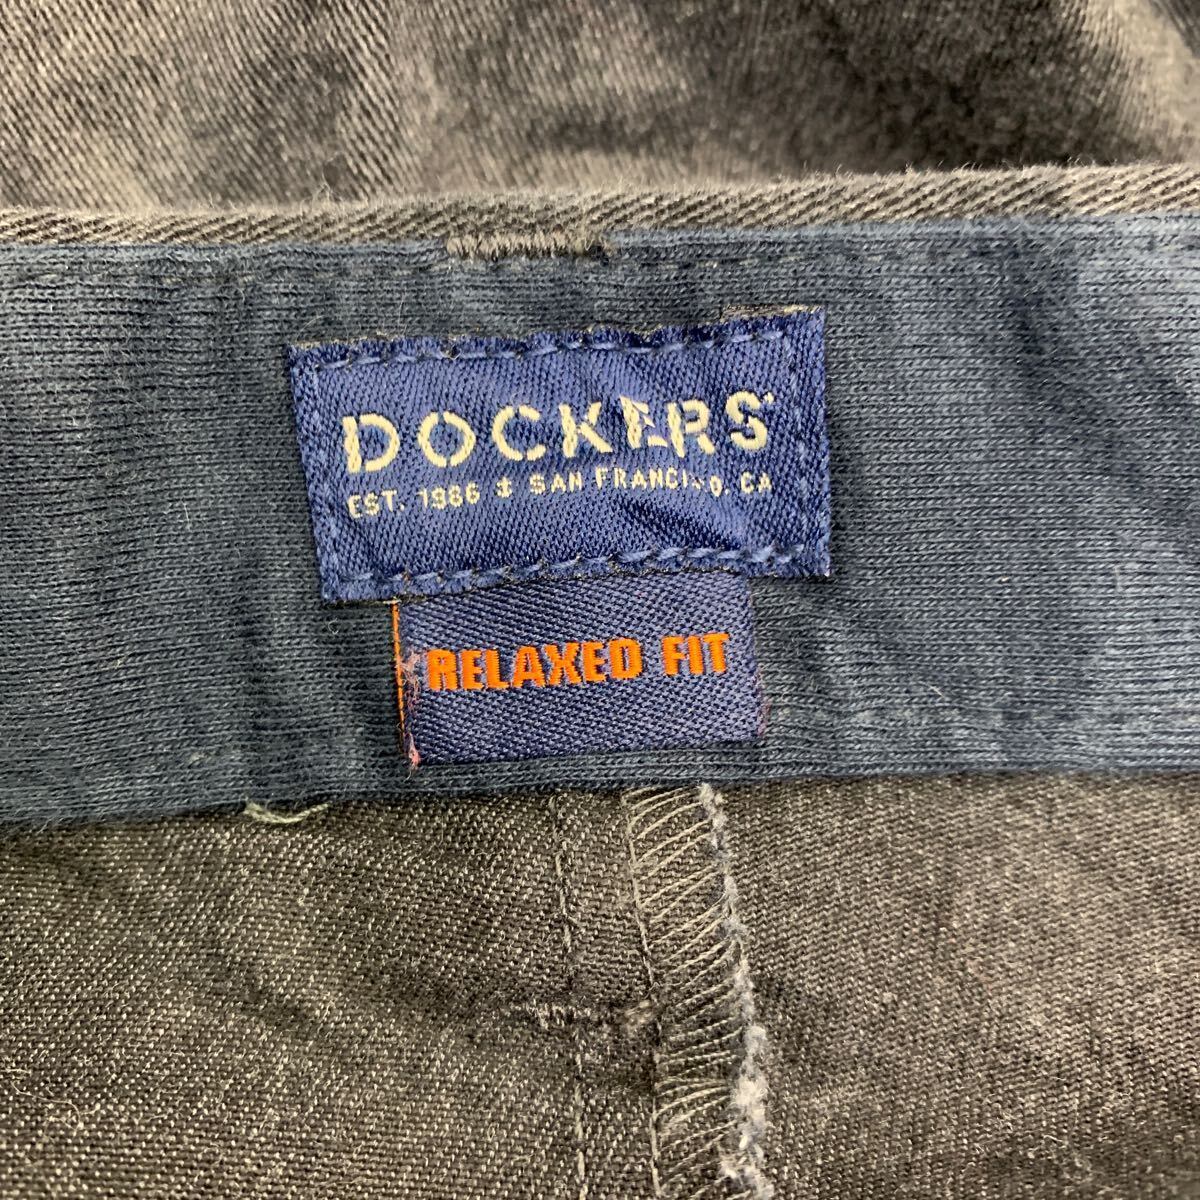 DOCKERS
EST. 1986 ⚓ SAN FRANCISCO, CA
RELAXED FIT